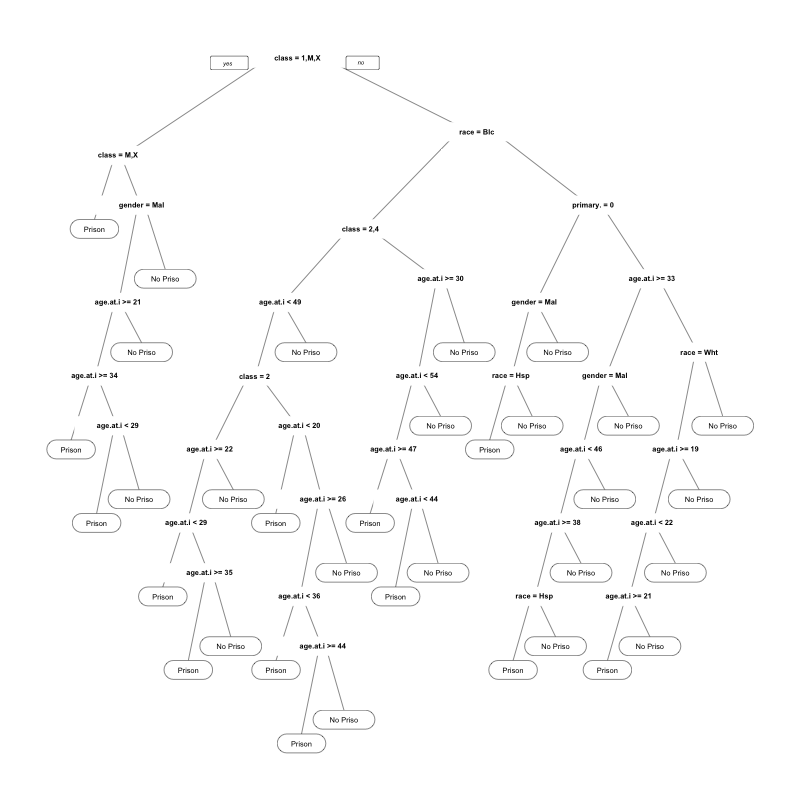 yes
class = 1,M,X
no
race = Blc
class = M,X
gender = Mal
primary. = 0
Prison
class = 2,4
No Priso
age.at.i >= 30
age.at.i >= 33
age.at.i >= 21
age.at.i < 49
gender = Mal
No Priso
No Priso
No Priso
No Priso
race = Wht
age.at.i >= 34
class = 2
age.at.i < 54
race = Hsp
gender = Mal
age.at.i < 29
age.at.i < 20
No Priso
No Priso
No Priso
No Priso
Prison
age.at.i >= 22
age.at.i >= 47
Prison
age.at.i < 46
age.at.i >= 19
No Priso
No Priso
age.at.i >= 26
age.at.i < 44
No Priso
No Priso
Prison
age.at.i < 29
Prison
Prison
age.at.i >= 38
age.at.i < 22
age.at.i >= 35
No Priso
No Priso
No Priso
No Priso
Prison
age.at.i < 36
Prison
race = Hsp
age.at.i >= 21
No Priso
age.at.i >= 44
No Priso
No Priso
Prison
Prison
Prison
Prison
No Priso
Prison